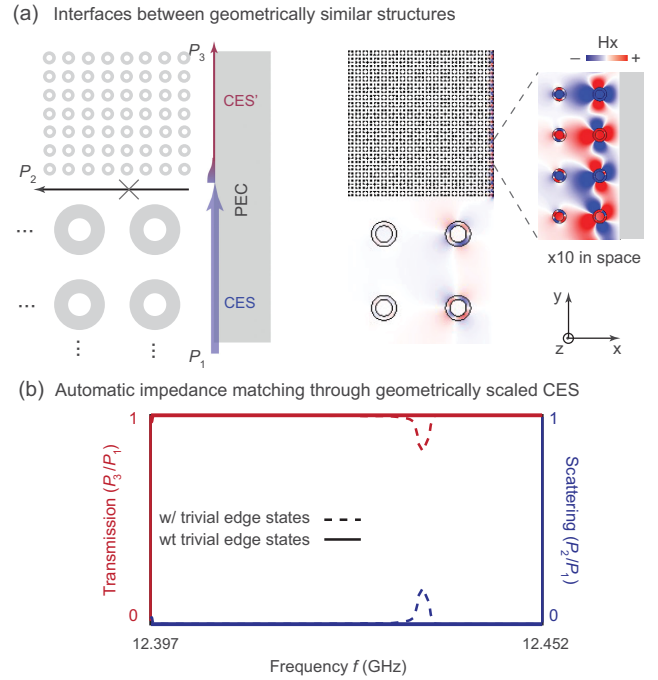 (a) Interfaces between geometrically similar structures
P3
CES'
P2
PEC
...
...
CES
P1
Hx
− +
x10 in space
y
z
x
(b) Automatic impedance matching through geometrically scaled CES
1
1
Transmission (P3/P1)
w/ trivial edge states
wt trivial edge states
Scattering (P2/P1)
0
0
12.397
12.452
Frequency f (GHz)